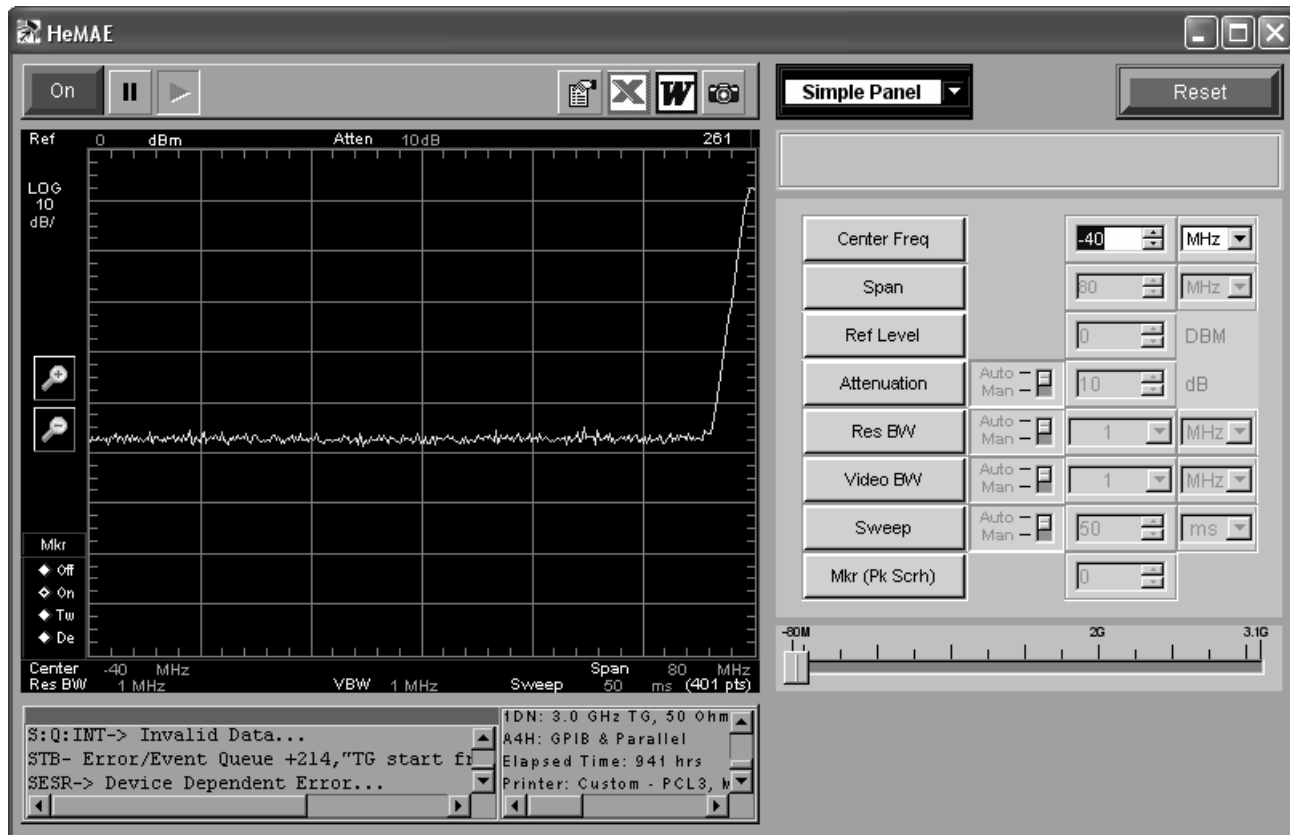 HeMAE
On
X W
Simple Panel
Reset
Ref 0 dBm Atten 10dB 261
LOG
10
dB/
Mkr
Off
On
Tw
De
Center -40 MHz Span 80 MHz
Res BW 1 MHz VBW 1 MHz Sweep 50 ms (401 pts)
Center Freq -40 MHz
Span 80 MHz
Ref Level 0 DBM
Attenuation Auto Man 10 dB
Res BW Auto Man 1 MHz
Video BW Auto Man 1 MHz
Sweep Auto Man 50 ms
Mkr (Pk Scrh) 0
-80M 2G 3.1G
S:Q:INT-> Invalid Data...
STB- Error/Event Queue +214,"TG start fr
SESR-> Device Dependent Error...
1DN: 3.0 GHz TG, 50 Ohm
A4H: GPIB & Parallel
Elapsed Time: 941 hrs
Printer: Custom - PCL3,